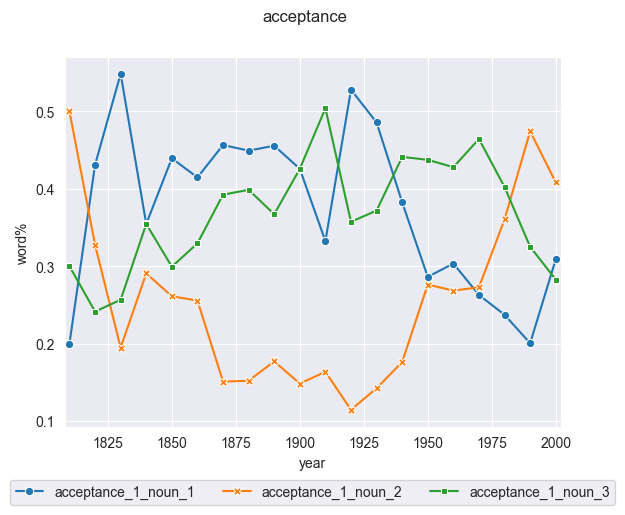 acceptance
0.5
0.4
0.3
0.2
0.1
word%
1825 1850 1875 1900 1925 1950 1975 2000
year
acceptance_1_noun_1 acceptance_1_noun_2 acceptance_1_noun_3